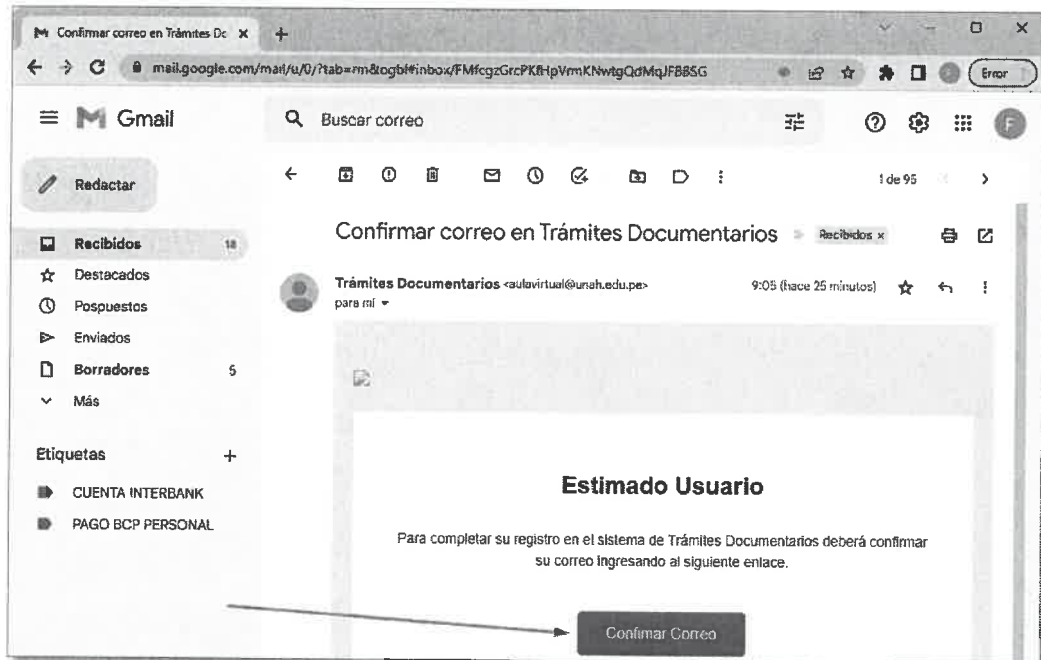 Confirmar correo en Trámites Dc
mail.google.com/mail/u/0/?tab=rm&togbl#inbox/FMfcgzGrcPKfHpVrmKNwtgQdMqJFBBSG
Error
Gmail
Buscar correo
F
Redactar
1 de 95
Recibidos 18
Destacados
Pospuestos
Enviados
Borradores 5
Más
Etiquetas +
CUENTA INTERBANK
PAGO BCP PERSONAL
Confirmar correo en Trámites Documentarios
Recibidos x
Trámites Documentarios <aulavirtual@unah.edu.pe>
9:05 (hace 25 minutos)
para mí
Estimado Usuario
Para completar su registro en el sistema de Trámites Documentarios deberá confirmar
su correo ingresando al siguiente enlace.
Confimar Correo